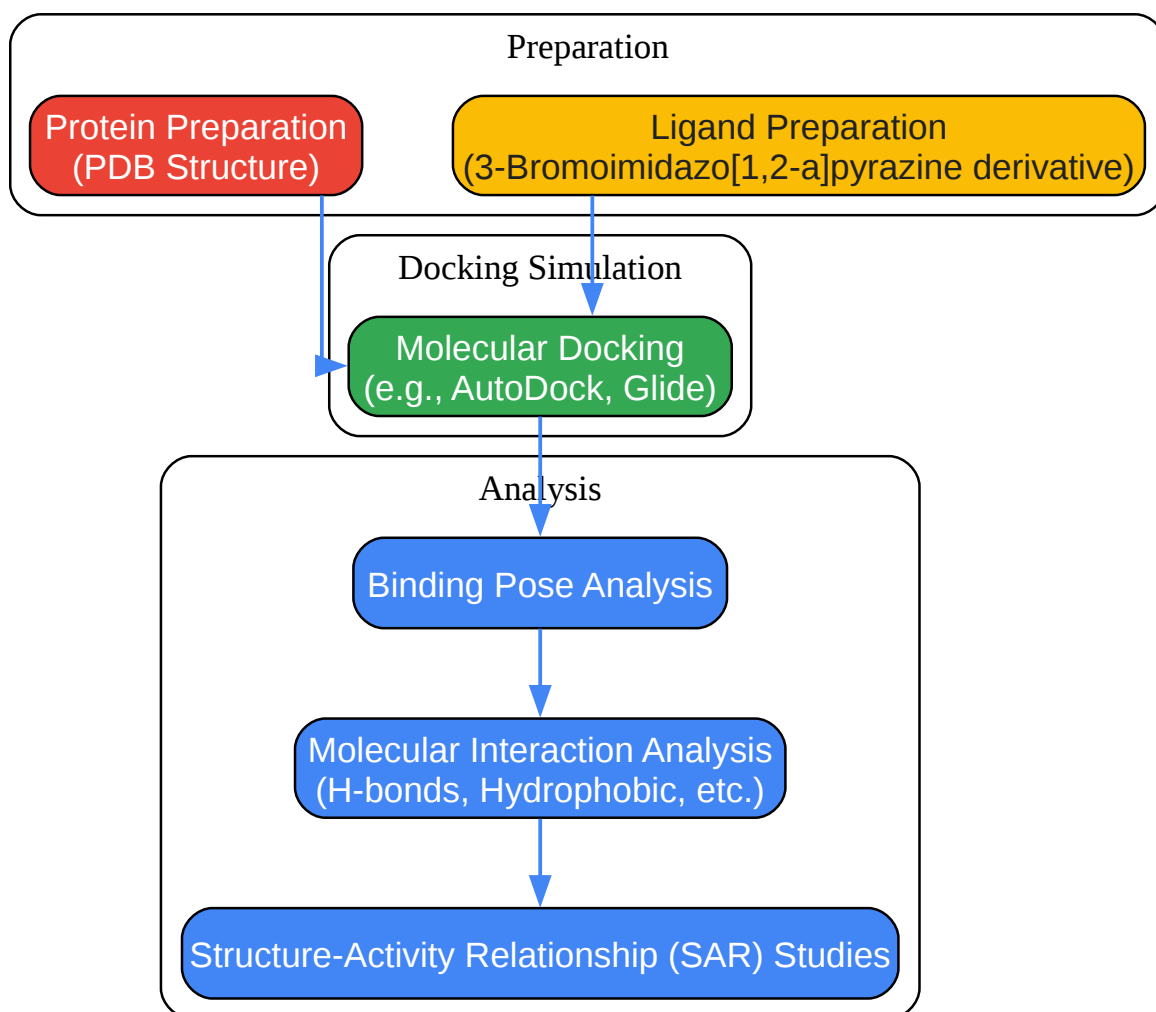 Preparation
Protein Preparation
(PDB Structure)
Ligand Preparation
(3-Bromoimidazo[1,2-a]pyrazine derivative)
Docking Simulation
Molecular Docking
(e.g., AutoDock, Glide)
Analysis
Binding Pose Analysis
Molecular Interaction Analysis
(H-bonds, Hydrophobic, etc.)
Structure-Activity Relationship (SAR) Studies